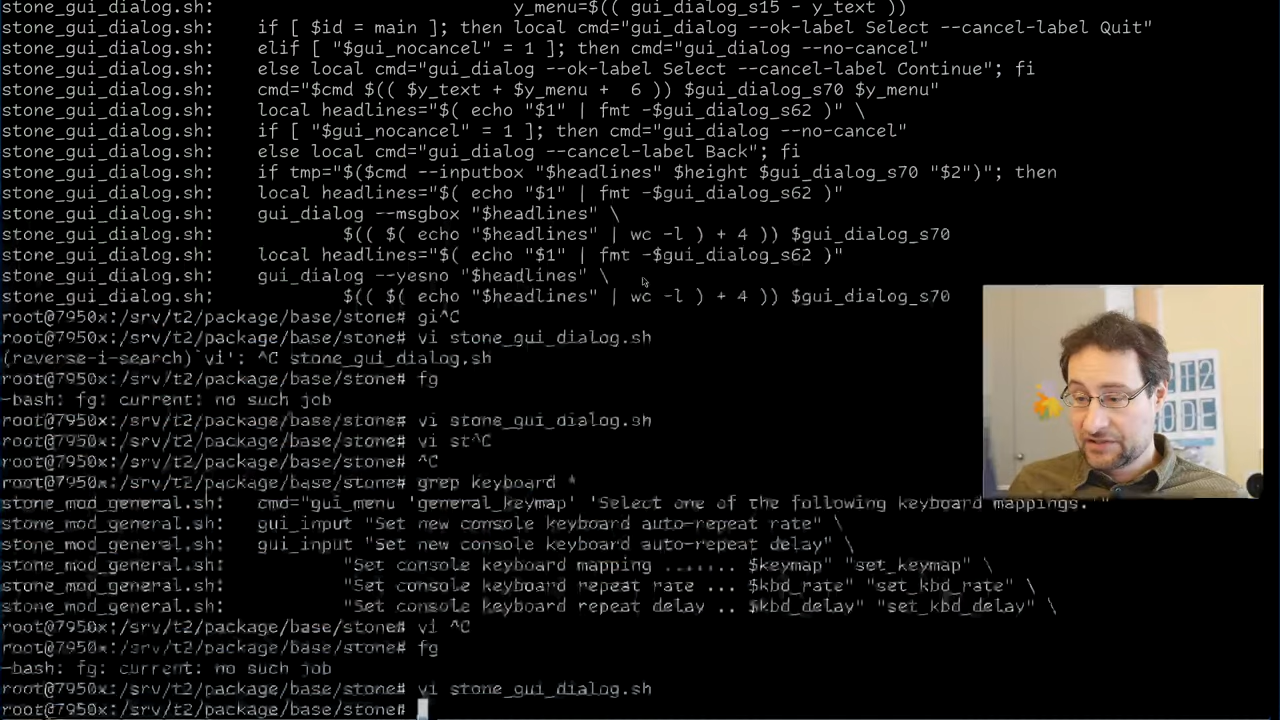 stone_gui_dialog.sh:                    y_menu=$(( gui_dialog_s15 - y_text ))
stone_gui_dialog.sh:     if [ $id = main ]; then local cmd="gui_dialog --ok-label Select --cancel-label Quit"
stone_gui_dialog.sh:     elif [ "$gui_nocancel" = 1 ]; then cmd="gui_dialog --no-cancel"
stone_gui_dialog.sh:     else local cmd="gui_dialog --ok-label Select --cancel-label Continue"; fi
stone_gui_dialog.sh:     cmd="$cmd $(( $y_text + $y_menu +  6 )) $gui_dialog_s70 $y_menu"
stone_gui_dialog.sh:     local headlines="$( echo "$1" | fmt -$gui_dialog_s62 )" \
stone_gui_dialog.sh:     if [ "$gui_nocancel" = 1 ]; then cmd="gui_dialog --no-cancel"
stone_gui_dialog.sh:     else local cmd="gui_dialog --cancel-label Back"; fi
stone_gui_dialog.sh:     if tmp="$($cmd --inputbox "$headlines" $height $gui_dialog_s70 "$2")"; then
stone_gui_dialog.sh:     local headlines="$( echo "$1" | fmt -$gui_dialog_s62 )"
stone_gui_dialog.sh:     gui_dialog --msgbox "$headlines" \
stone_gui_dialog.sh:               $(( $( echo "$headlines" | wc -l ) + 4 )) $gui_dialog_s70
stone_gui_dialog.sh:     local headlines="$( echo "$1" | fmt -$gui_dialog_s62 )"
stone_gui_dialog.sh:     gui_dialog --yesno "$headlines" \
stone_gui_dialog.sh:               $(( $( echo "$headlines" | wc -l ) + 4 )) $gui_dialog_s70
root@7950x:/srv/t2/package/base/stone# gi^C
root@7950x:/srv/t2/package/base/stone# vi stone_gui_dialog.sh
(reverse-i-search)`vi': ^C stone_gui_dialog.sh
root@7950x:/srv/t2/package/base/stone# fg
-bash: fg: current: no such job
root@7950x:/srv/t2/package/base/stone# vi stone_gui_dialog.sh
root@7950x:/srv/t2/package/base/stone# vi st^C
root@7950x:/srv/t2/package/base/stone# ^C
root@7950x:/srv/t2/package/base/stone# grep keyboard *
stone_mod_general.sh:    cmd="gui_menu 'general_keymap' 'Select one of the following keyboard mappings.'"
stone_mod_general.sh:    gui_input "Set new console keyboard auto-repeat rate" \
stone_mod_general.sh:    gui_input "Set new console keyboard auto-repeat delay" \
stone_mod_general.sh:              "Set console keyboard mapping ....... $keymap" "set_keymap" \
stone_mod_general.sh:              "Set console keyboard repeat rate ... $kbd_rate" "set_kbd_rate" \
stone_mod_general.sh:              "Set console keyboard repeat delay .. $kbd_delay" "set_kbd_delay" \
root@7950x:/srv/t2/package/base/stone# vi ^C
root@7950x:/srv/t2/package/base/stone# fg
-bash: fg: current: no such job
root@7950x:/srv/t2/package/base/stone# vi stone_gui_dialog.sh
root@7950x:/srv/t2/package/base/stone#